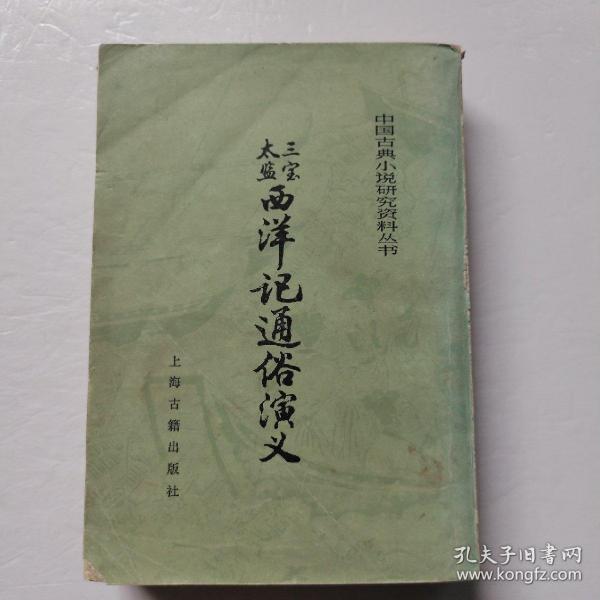 中国古典小说研究资料丛书
三宝
太监
西洋记通俗演义
上海古籍出版社
孔夫子旧书网
www.kongfz.com